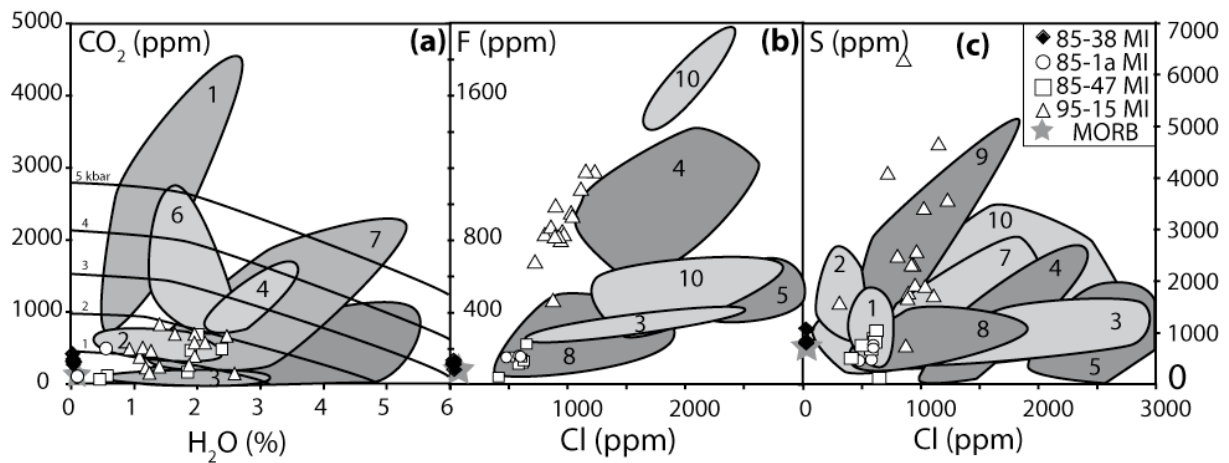 5000
4000
3000
2000
1000
0
CO2 (ppm)
(a)
1
6
7
4
2
3
5
5 kbar
4
3
2
1
0 1 2 3 4 5 6
H2O (%)
F (ppm)
(b)
1600
800
400
10
4
10
5
3
8
1000 2000
Cl (ppm)
S (ppm)
(c)
9
10
2
7
4
1
8
3
5
85-38 MI
85-1a MI
85-47 MI
95-15 MI
MORB
7000
6000
5000
4000
3000
2000
1000
0
0 1000 2000 3000
Cl (ppm)